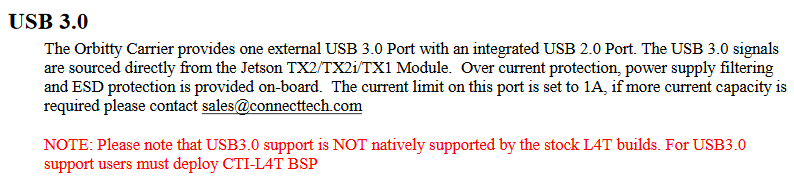 USB 3.0
The Orbitty Carrier provides one external USB 3.0 Port with an integrated USB 2.0 Port. The USB 3.0 signals
are sourced directly from the Jetson TX2/TX2i/TX1 Module.  Over current protection, power supply filtering
and ESD protection is provided on-board.  The current limit on this port is set to 1A, if more current capacity is
required please contact sales@connecttech.com
NOTE: Please note that USB3.0 support is NOT natively supported by the stock L4T builds. For USB3.0
support users must deploy CTI-L4T BSP